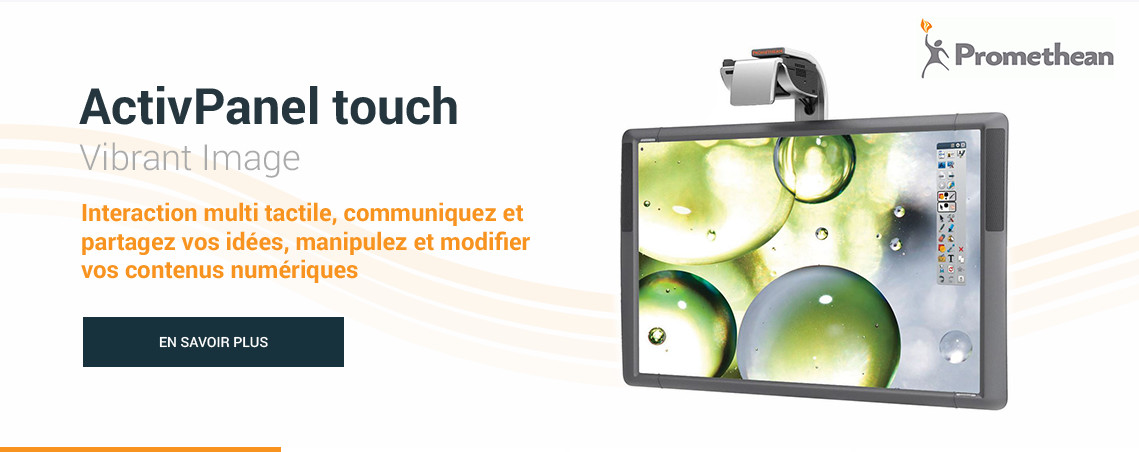 Promethean
PROMETHEAN
ActivPanel touch
Vibrant Image
Interaction multi tactile, communiquez et
partagez vos idées, manipulez et modifier
vos contenus numériques
EN SAVOIR PLUS